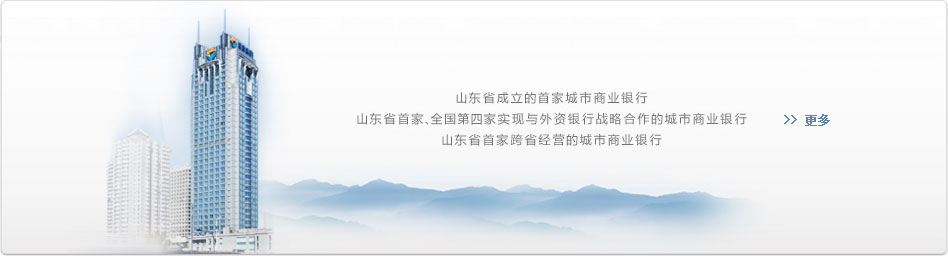 山东省成立的首家城市商业银行
山东省首家、全国第四家实现与外资银行战略合作的城市商业银行
>> 更多
山东省首家跨省经营的城市商业银行